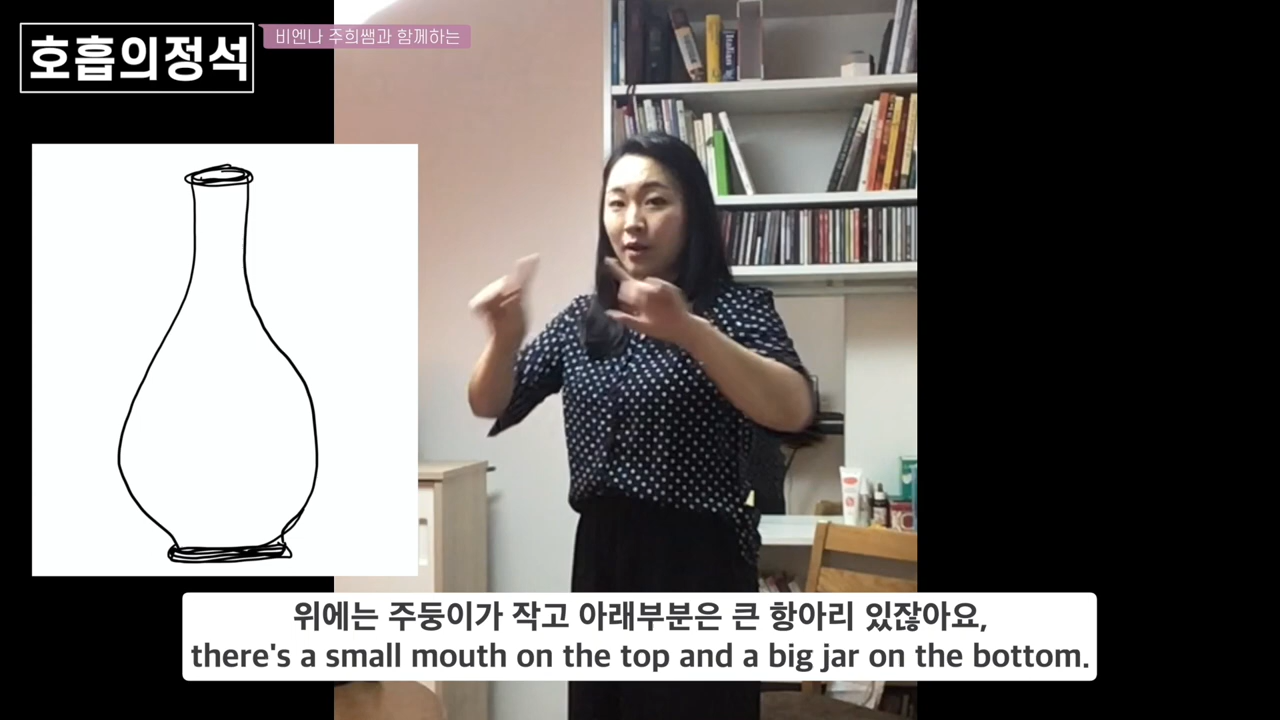 호흡의정석
비엔나 주희쌤과 함께하는
Italian
위에는 주둥이가 작고 아래부분은 큰 항아리 있잖아요,
there's a small mouth on the top and a big jar on the bottom.